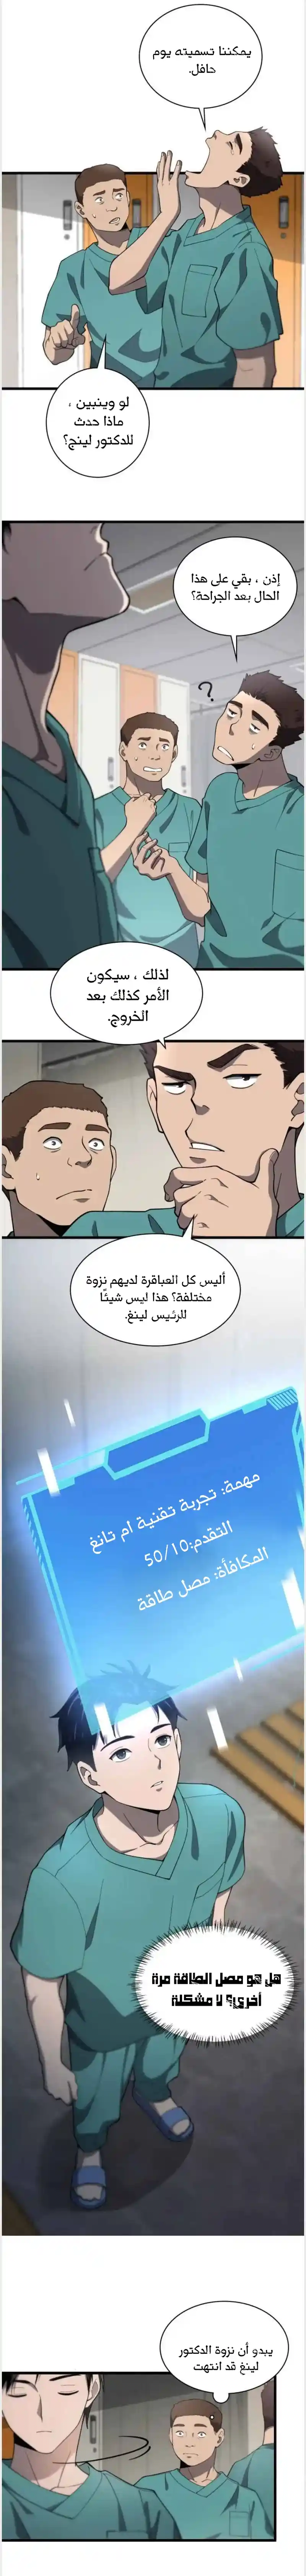 يمكننا تسميته يوم
حافل.
لو وينبين ،
ماذا حدث
للدكتور لينج؟
إذن ، بقي على هذا
الحال بعد الجراحة؟
?
لذلك ، سيكون
الأمر كذلك بعد
الخروج.
أليس كل العباقرة لديهم نزوة
مختلفة؟ هذا ليس شيئًا
للرئيس لينغ.
مهمة: تجربة تقنية ام تانغ
التقدم:50/10
المكافأة: مصل طاقة
هل هو مصل الطاقة مرة
أخرى؟ لا مشكلة
يبدو أن نزوة الدكتور
لينغ قد انتهت